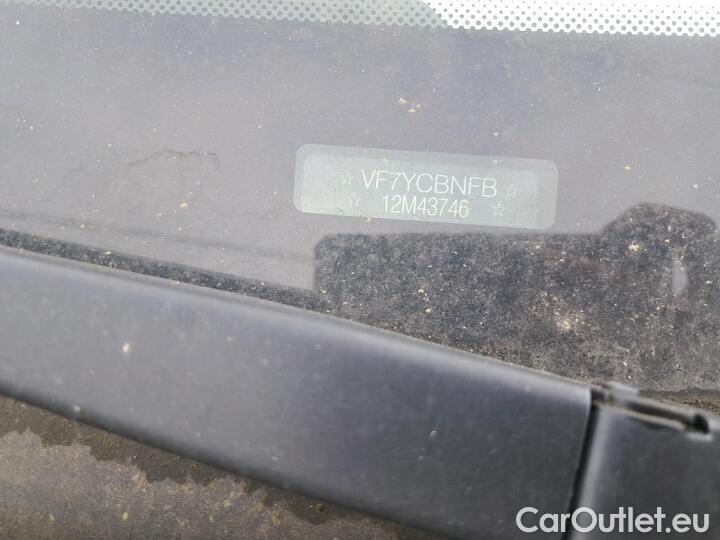 ☆ VF7YCBNFB ☆
☆ 12M43746 ☆
CarOutlet.eu